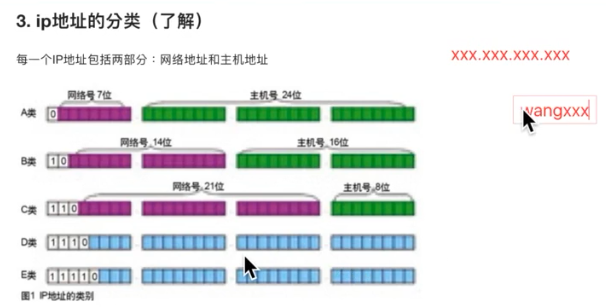 3. ip地址的分类（了解）
每一个IP地址包括两部分：网络地址和主机地址
xxx.xxx.xxx.xxx
wangxxx
网络号 7位
主机号 24位
A类
0
网络号 14位
主机号 16位
B类
1 0
网络号 21位
主机号 8位
C类
1 1 0
D类
1 1 1 0
E类
1 1 1 1 0
图1 IP地址的类别